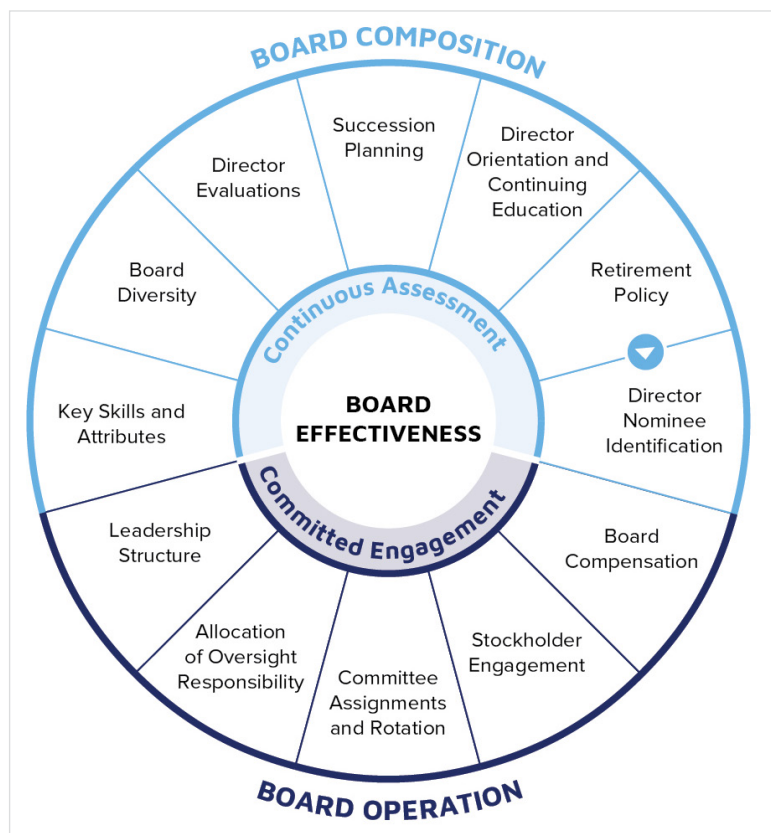 BOARD COMPOSITION
Succession
Planning
Director
Orientation and
Continuing
Education
Director
Evaluations
Retirement
Policy
Board
Diversity
Continuous Assessment
Key Skills and
Attributes
BOARD
EFFECTIVENESS
Director
Nominee
Identification
Committed Engagement
Leadership
Structure
Board
Compensation
Allocation
of Oversight
Responsibility
Committee
Assignments
and Rotation
Stockholder
Engagement
BOARD OPERATION